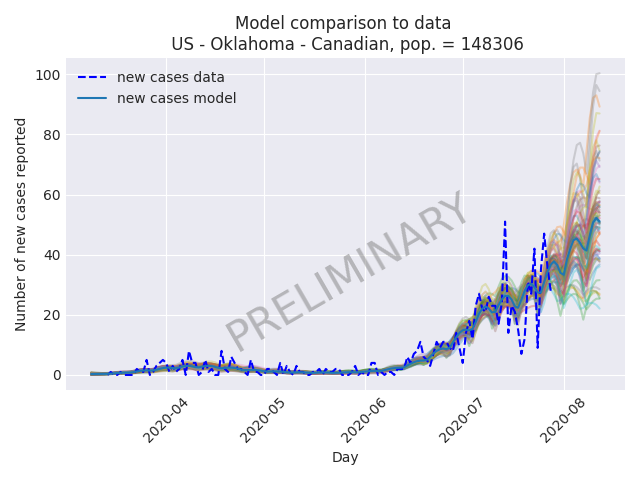 Model comparison to data
US - Oklahoma - Canadian, pop. = 148306
100
80
60
40
20
0
Number of new cases reported
new cases data
new cases model
PRELIMINARY
2020-04
2020-05
2020-06
2020-07
2020-08
Day